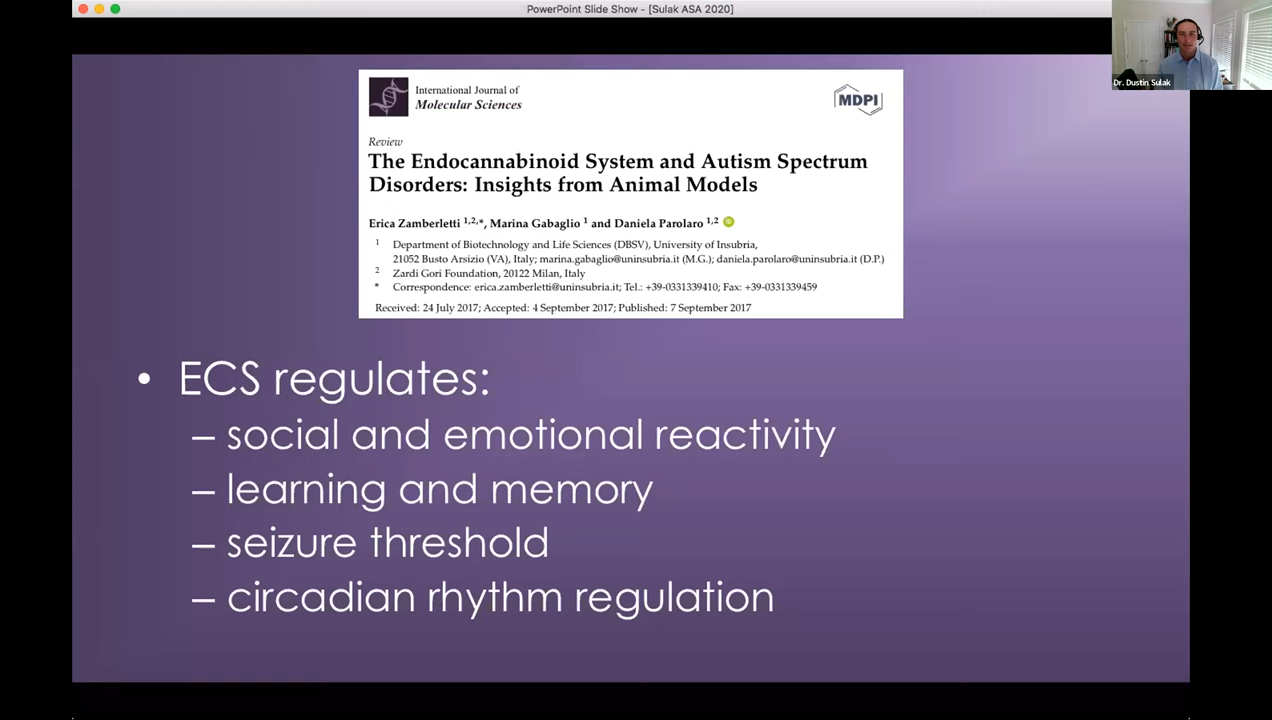 PowerPoint Slide Show - [Sulak ASA 2020]
Dr. Dustin Sulak
International Journal of
Molecular Sciences
MDPI
Review
The Endocannabinoid System and Autism Spectrum
Disorders: Insights from Animal Models
Erica Zamberletti 1,2,*, Marina Gabaglio 1 and Daniela Parolaro 1,2 iD
1 Department of Biotechnology and Life Sciences (DBSV), University of Insubria,
21052 Busto Arsizio (VA), Italy; marina.gabaglio@uninsubria.it (M.G.); daniela.parolaro@uninsubria.it (D.P.)
2 Zardi Gori Foundation, 20122 Milan, Italy
* Correspondence: erica.zamberletti@uninsubria.it; Tel.: +39-0331339410; Fax: +39-0331339459
Received: 24 July 2017; Accepted: 4 September 2017; Published: 7 September 2017
• ECS regulates:
– social and emotional reactivity
– learning and memory
– seizure threshold
– circadian rhythm regulation